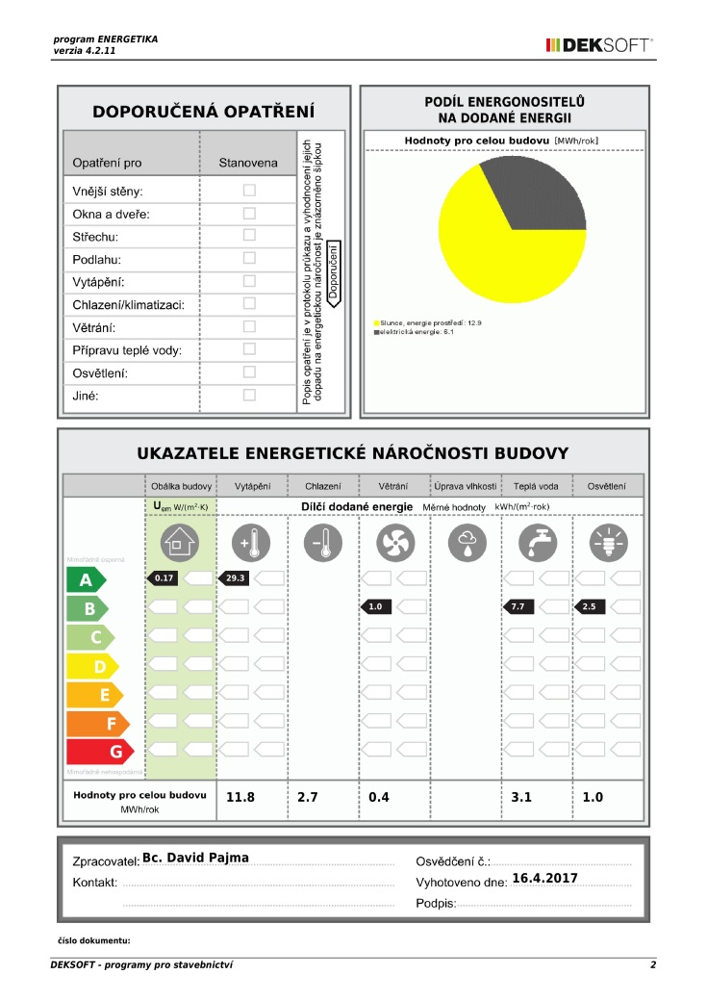 program ENERGETIKA
verzia 4.2.11
DEKSOFT®
DOPORUČENÁ OPATŘENÍ
Opatření pro Stanovena
Vnější stěny:
Okna a dveře:
Střechu:
Podlahu:
Vytápění:
Chlazení/klimatizaci:
Větrání:
Přípravu teplé vody:
Osvětlení:
Jiné:
Popis opatření je v protokolu průkazu a vyhodnocení jejich
dopadu na energetickou náročnost je znázorněno šipkou
Doporučení
PODÍL ENERGONOSITELŮ
NA DODANÉ ENERGII
Hodnoty pro celou budovu [MWh/rok]
Slunce, energie prostředí: 12.9
elektrická energie: 6.1
UKAZATELE ENERGETICKÉ NÁROČNOSTI BUDOVY
Obálka budovy Vytápění Chlazení Větrání Úprava vlhkosti Teplá voda Osvětlení
Uem W/(m²·K) Dílčí dodané energie Měrné hodnoty kWh/(m²·rok)
Mimořádně úsporná
A 0.17 29.3
B 1.0 7.7 2.5
C
D
E
F
G
Mimořádně nehospodárná
Hodnoty pro celou budovu
MWh/rok
11.8 2.7 0.4 3.1 1.0
Zpracovatel: Bc. David Pajma
Kontakt:
Osvědčení č.:
Vyhotoveno dne: 16.4.2017
Podpis:
číslo dokumentu:
DEKSOFT - programy pro stavebnictví 2